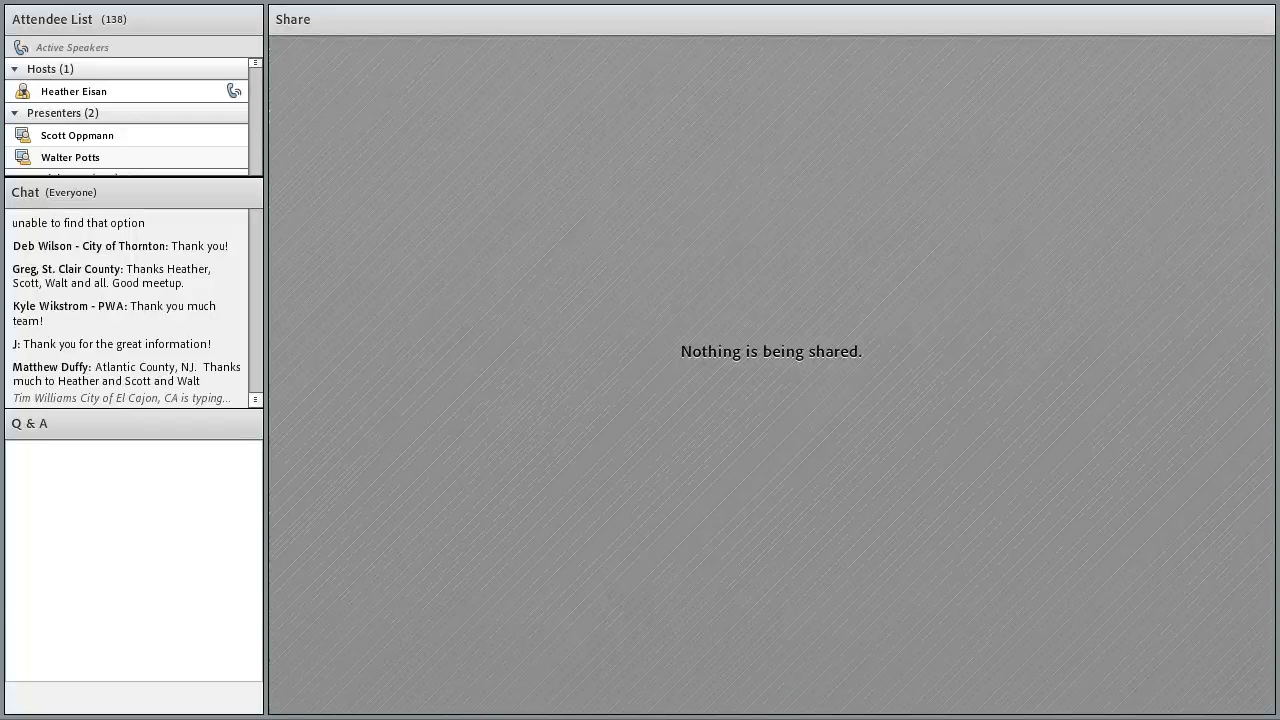 Attendee List (138)
Active Speakers
Hosts (1)
Heather Eisan
Presenters (2)
Scott Oppmann
Walter Potts
Chat (Everyone)
unable to find that option
Deb Wilson - City of Thornton: Thank you!
Greg, St. Clair County: Thanks Heather,
Scott, Walt and all. Good meetup.
Kyle Wikstrom - PWA: Thank you much
team!
J: Thank you for the great information!
Matthew Duffy: Atlantic County, NJ. Thanks
much to Heather and Scott and Walt
Tim Williams City of El Cajon, CA is typing...
Q & A
Share
Nothing is being shared.